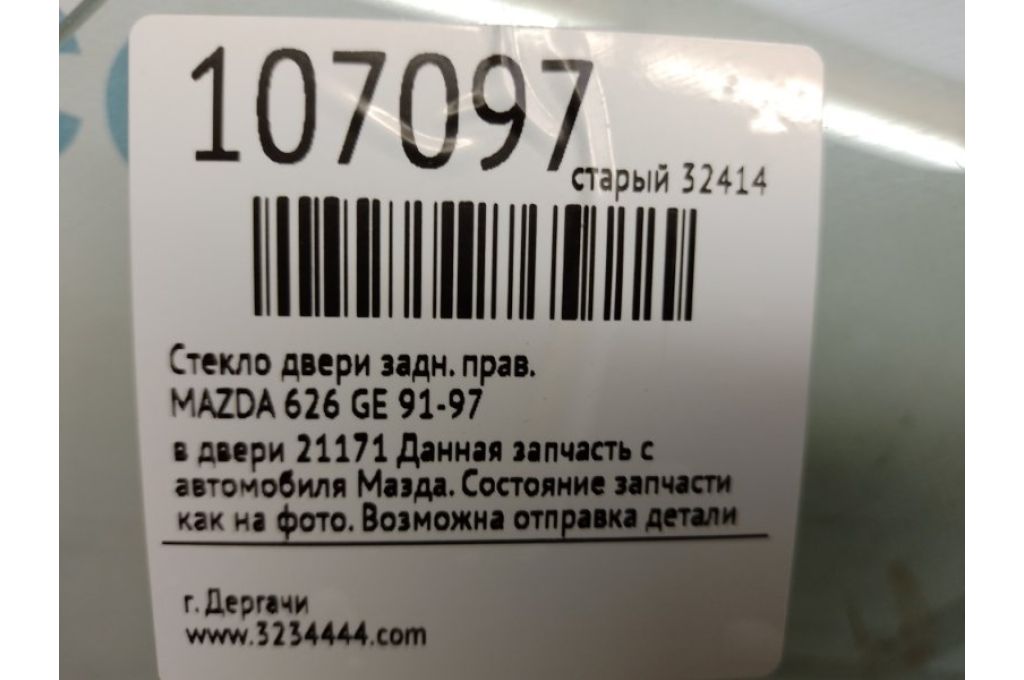 107097
старый 32414
Стекло двери задн. прав.
MAZDA 626 GE 91-97
в двери 21171 Данная запчасть с
автомобиля Мазда. Состояние запчасти
как на фото. Возможна отправка детали
г. Дергачи
www.3234444.com